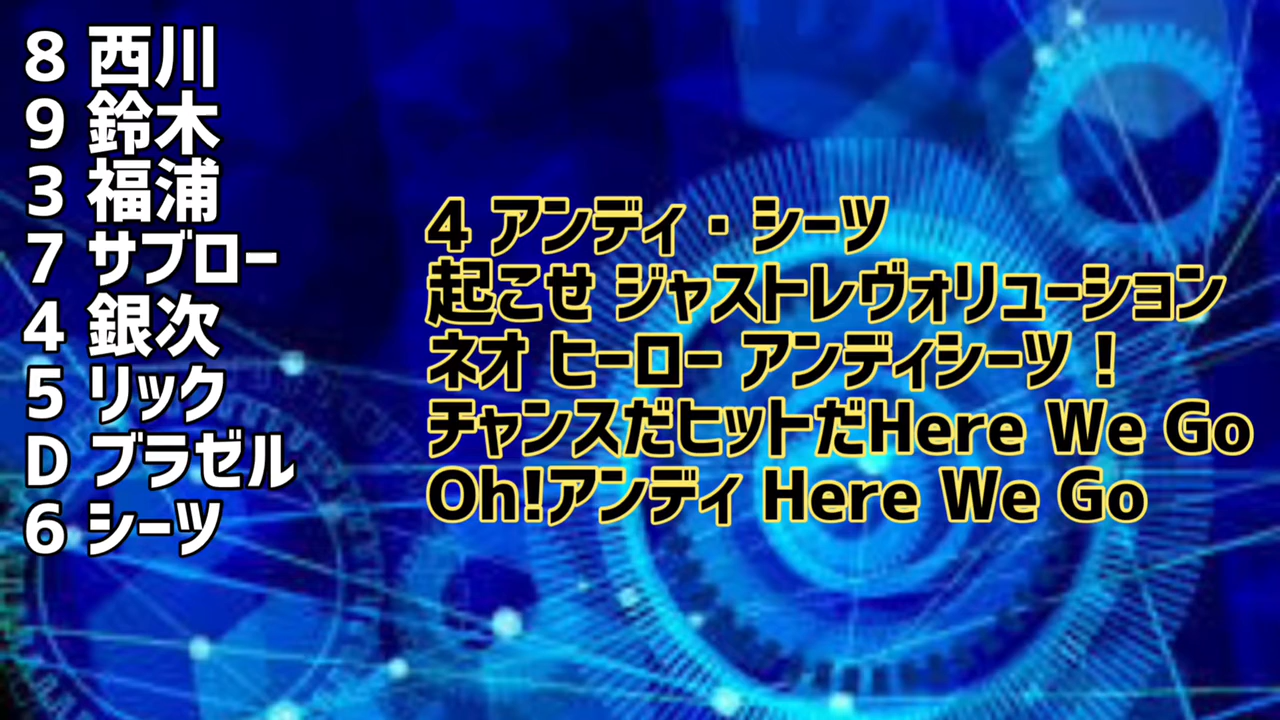 8 西川
9 鈴木
3 福浦
7 サブロー
4 銀次
5 リック
D ブラゼル
6 シーツ
4 アンディ・シーツ
起こせ ジャストレヴォリューション
ネオ ヒーロー アンディシーツ！
チャンスだヒットだHere We Go
Oh!アンディ Here We Go